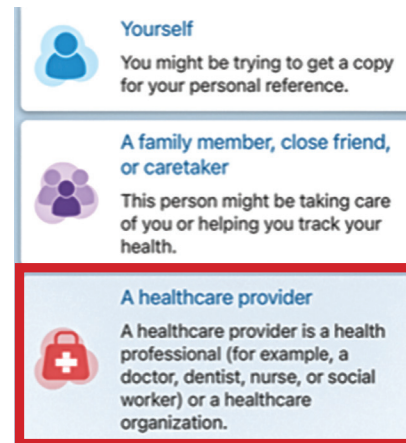 Yourself
You might be trying to get a copy
for your personal reference.
A family member, close friend,
or caretaker
This person might be taking care
of you or helping you track your
health.
A healthcare provider
A healthcare provider is a health
professional (for example, a
doctor, dentist, nurse, or social
worker) or a healthcare
organization.